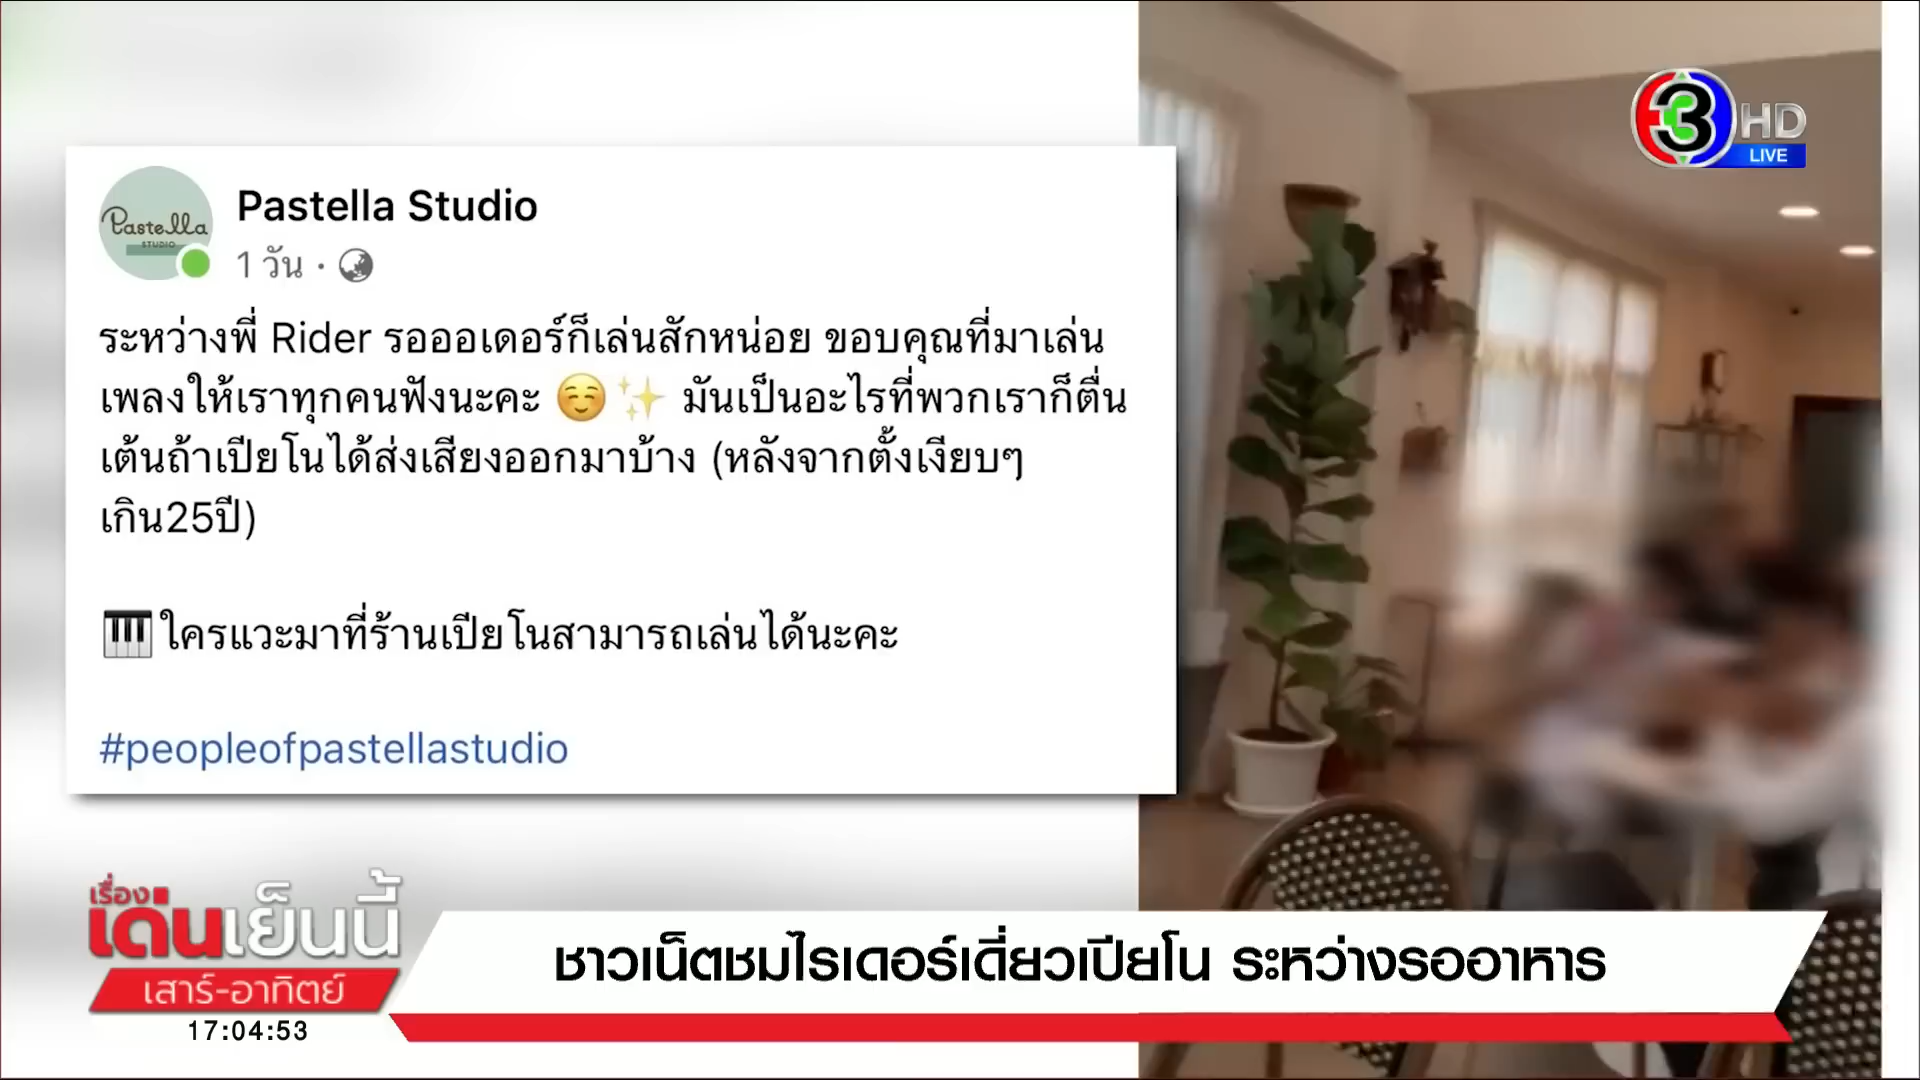 3 HD
LIVE
Pastella
STUDIO
Pastella Studio
1 วัน ·
ระหว่างพี่ Rider รอออเดอร์ก็เล่นสักหน่อย ขอบคุณที่มาเล่น
เพลงให้เราทุกคนฟังนะคะ ☺️✨ มันเป็นอะไรที่พวกเราก็ตื่น
เต้นถ้าเปียโนได้ส่งเสียงออกมาบ้าง (หลังจากตั้งเงียบๆ
เกิน25ปี)
🎹ใครแวะมาที่ร้านเปียโนสามารถเล่นได้นะคะ
#peopleofpastellastudio
เรื่อง
เด่นเย็นนี้
เสาร์-อาทิตย์
17:04:53
ชาวเน็ตชมไรเดอร์เดี่ยวเปียโน ระหว่างรออาหาร